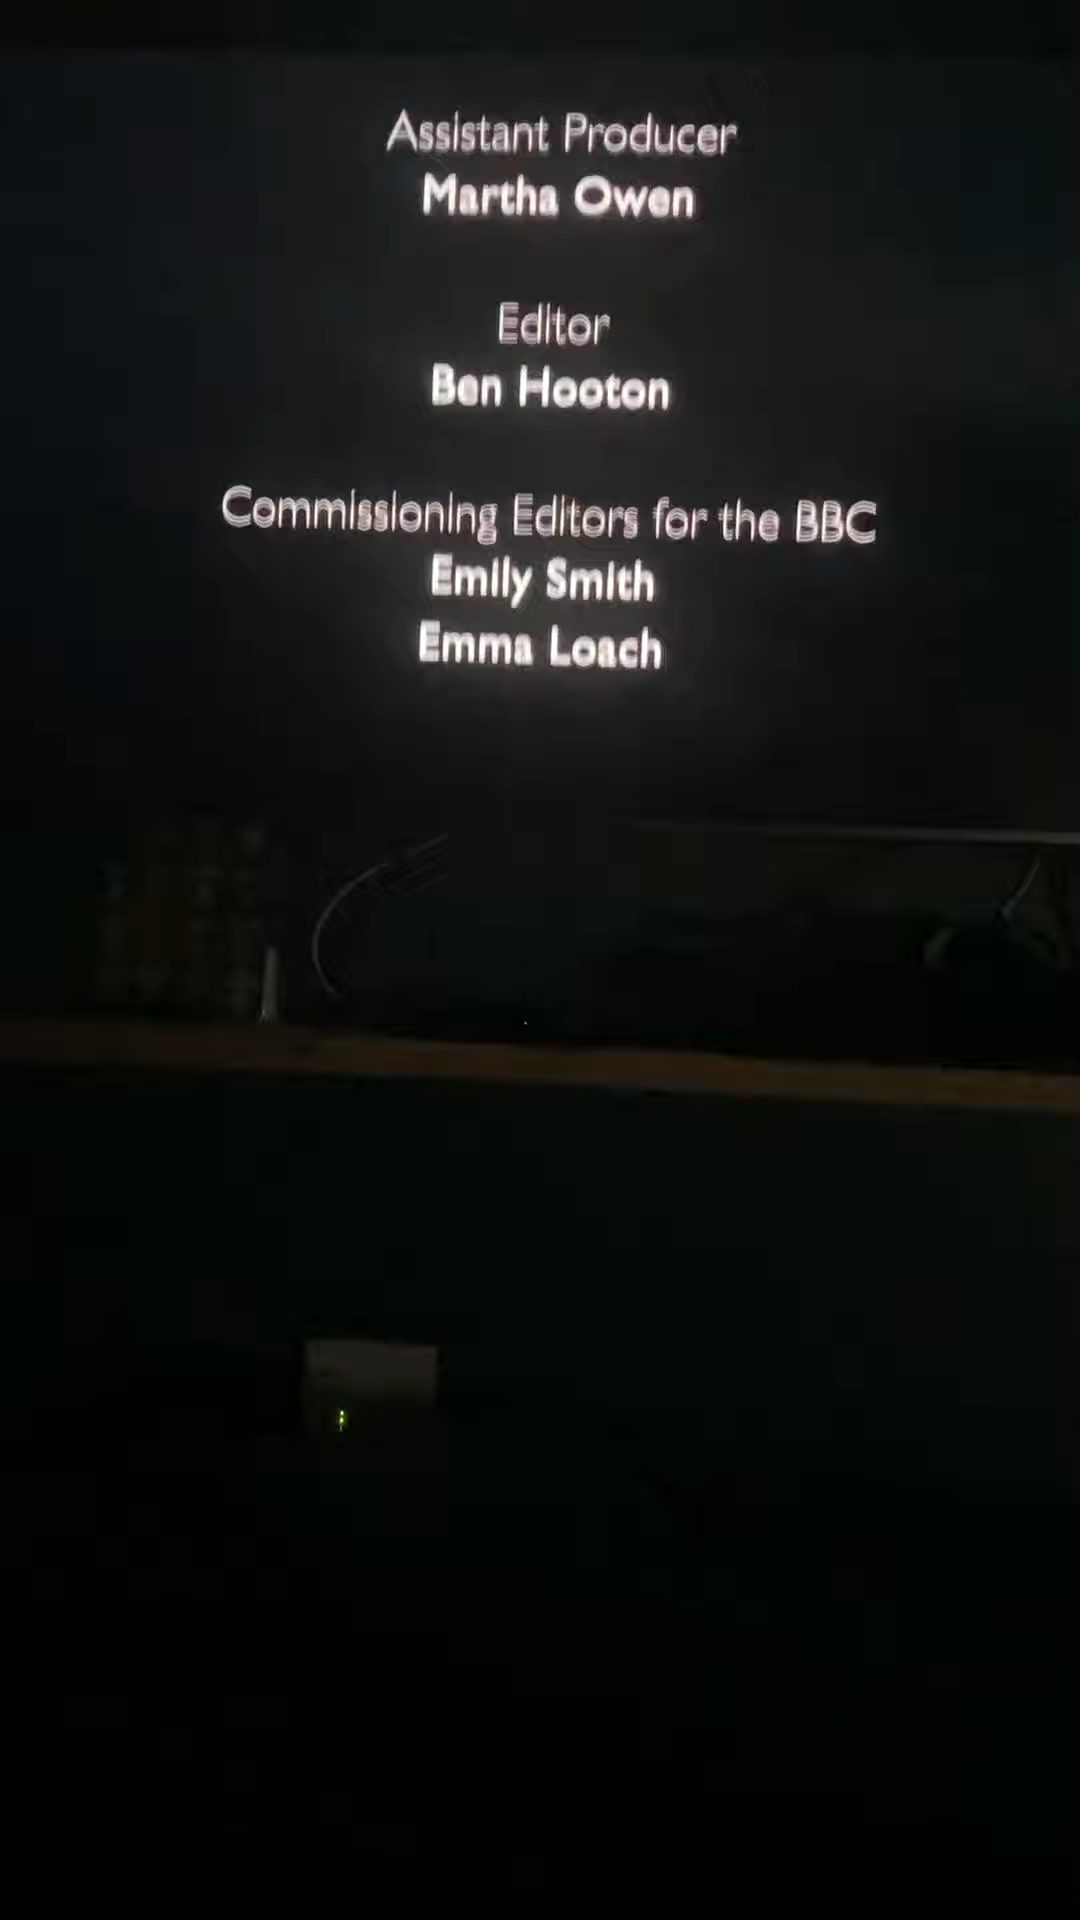 Assistant Producer
Martha Owen
Editor
Ben Hooton
Commissioning Editors for the BBC
Emily Smith
Emma Loach